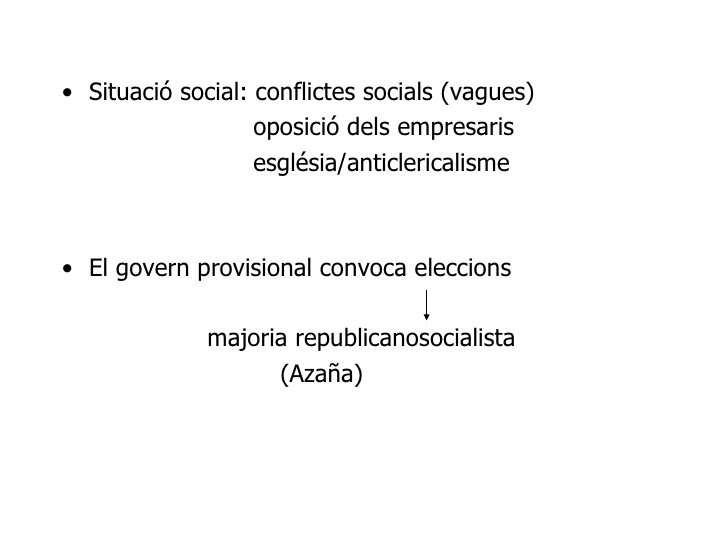 • Situació social: conflictes socials (vagues)
oposició dels empresaris
església/anticlericalisme
• El govern provisional convoca eleccions
majoria republicanosocialista
(Azaña)